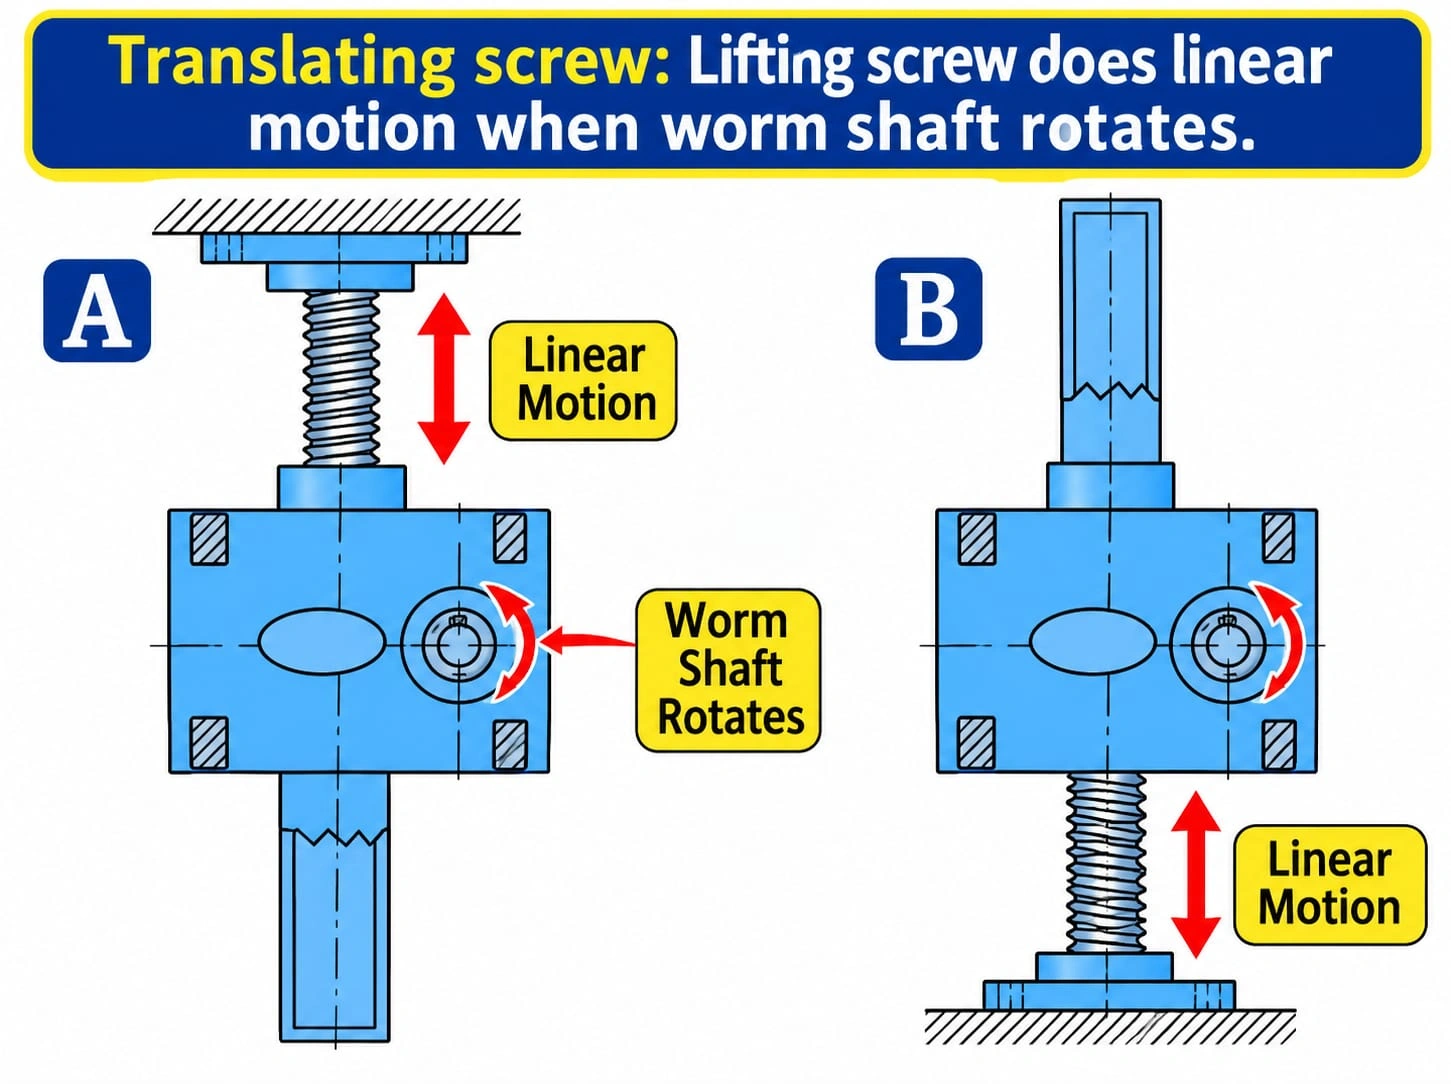 Translating screw: Lifting screw does linear
motion when worm shaft rotates.
A
Linear
Motion
B
Worm
Shaft
Rotates
Linear
Motion